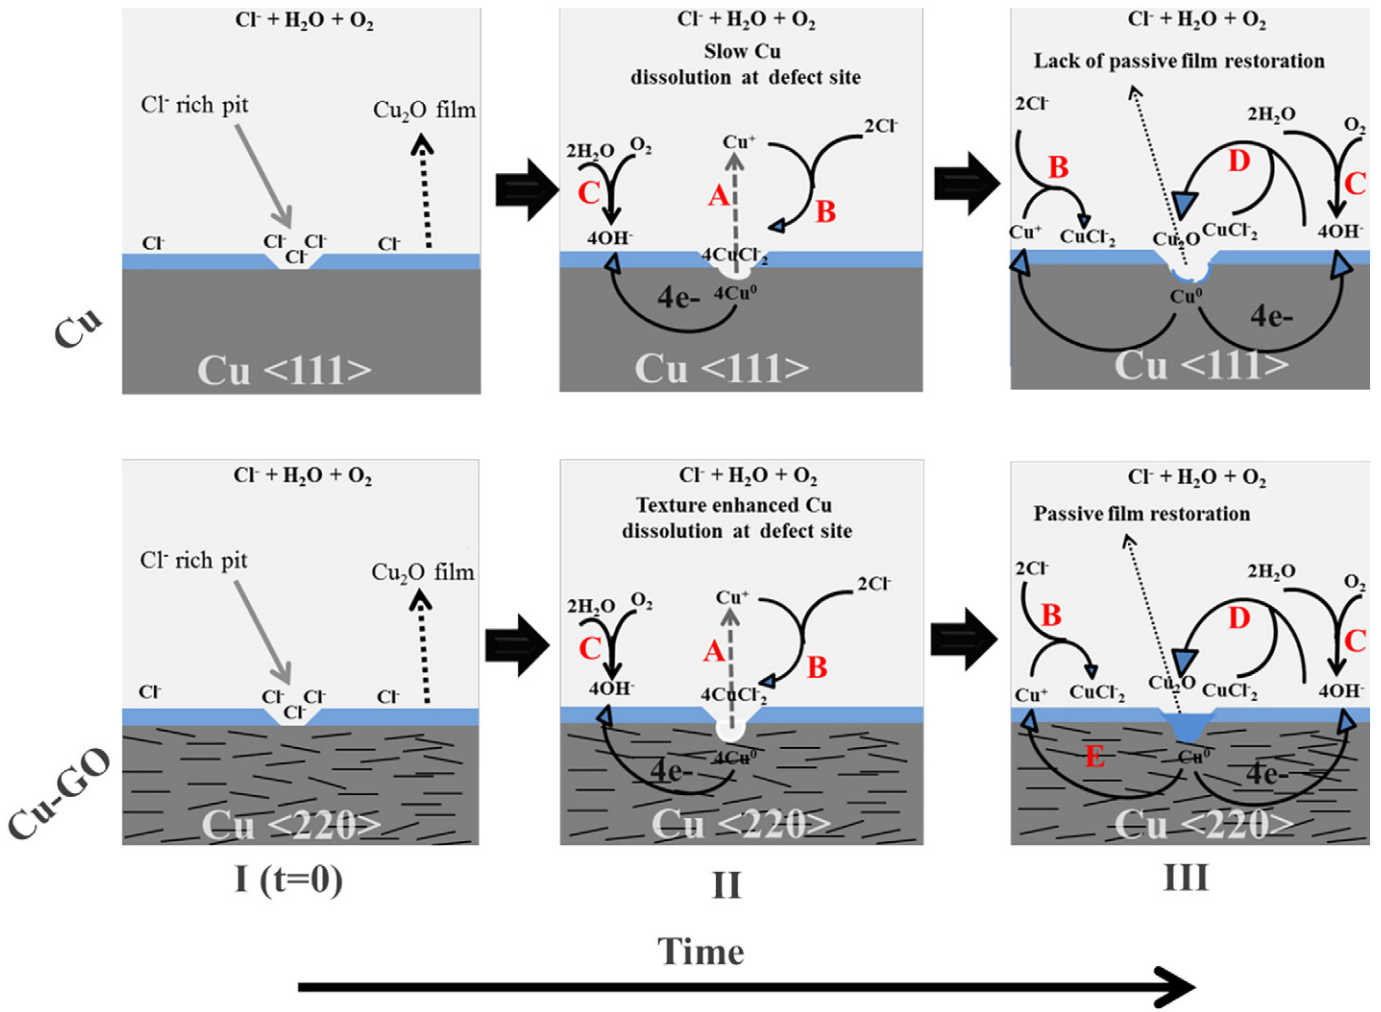 Cl⁻ + H₂O + O₂
Cl⁻ rich pit
Cu₂O film
Cl⁻
Cl⁻
Cl⁻
Cl⁻
Cl⁻
Cu <111>
Cl⁻ + H₂O + O₂
Slow Cu
dissolution at defect site
2H₂O
O₂
Cu⁺
2Cl⁻
C
A
B
4OH⁻
4CuCl⁻₂
4e-
4Cu⁰
Cu <111>
Cl⁻ + H₂O + O₂
Lack of passive film restoration
2Cl⁻
2H₂O
O₂
B
D
C
Cu⁺
CuCl⁻₂
Cu₂O
CuCl⁻₂
4OH⁻
Cu⁰
4e-
Cu <111>
Cu
Cl⁻ + H₂O + O₂
Cl⁻ rich pit
Cu₂O film
Cl⁻
Cl⁻
Cl⁻
Cl⁻
Cl⁻
Cu <220>
Cl⁻ + H₂O + O₂
Texture enhanced Cu
dissolution at defect site
2H₂O
O₂
Cu⁺
2Cl⁻
C
A
B
4OH⁻
4CuCl⁻₂
4e-
4Cu⁰
Cu <220>
Cl⁻ + H₂O + O₂
Passive film restoration
2Cl⁻
2H₂O
O₂
B
D
C
Cu⁺
CuCl⁻₂
Cu₂O
CuCl⁻₂
4OH⁻
E
Cu⁰
4e-
Cu <220>
Cu-GO
I (t=0)
II
III
Time